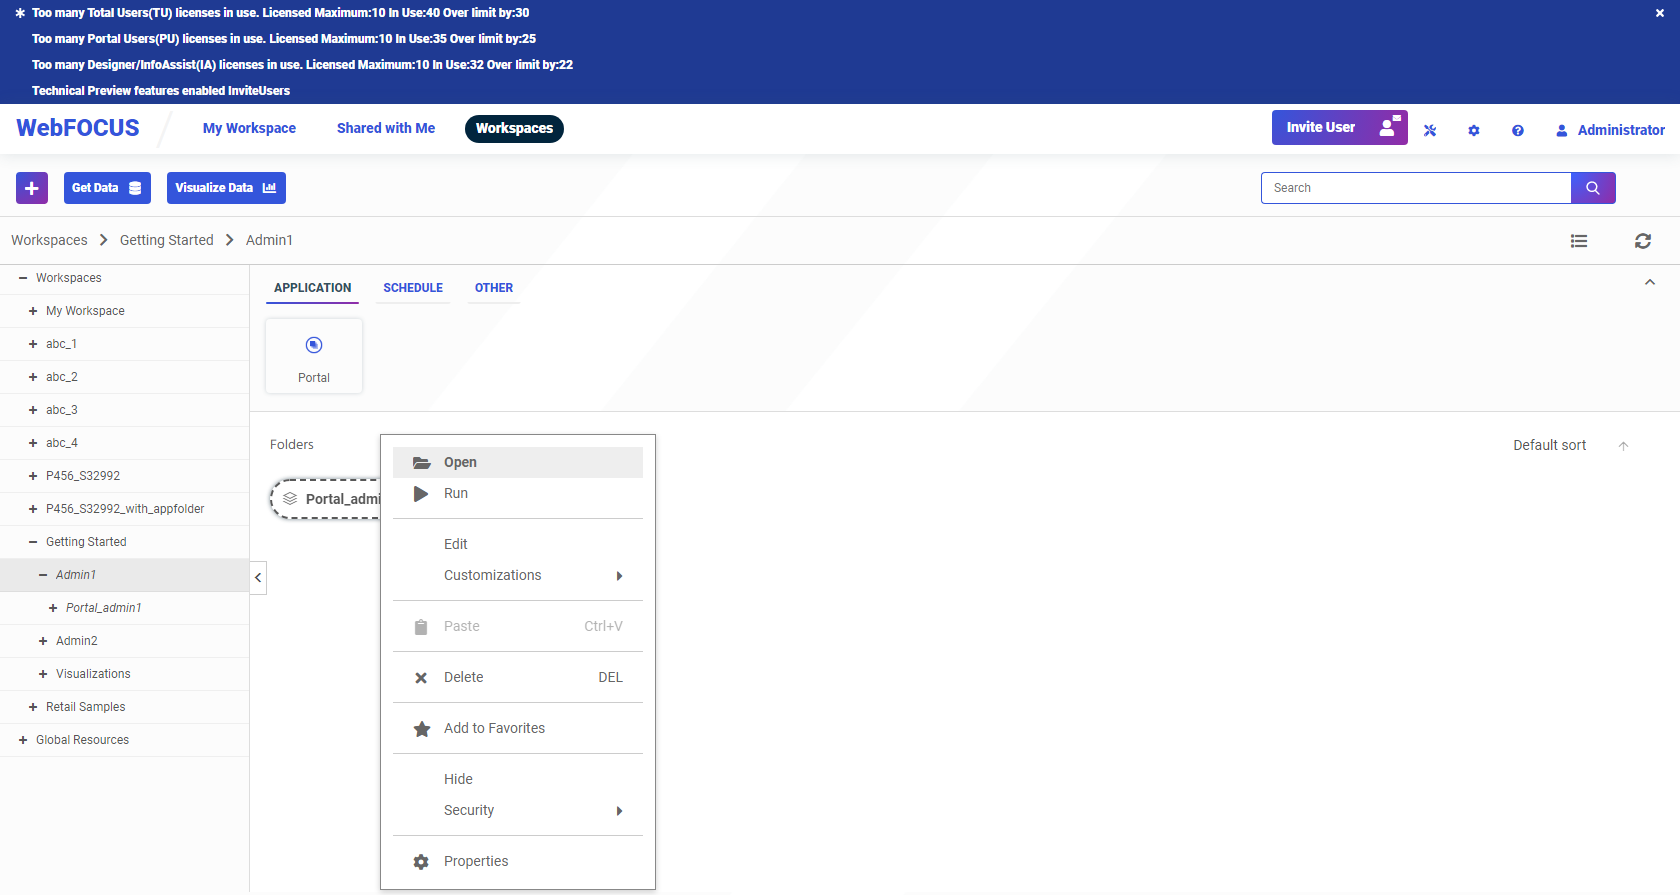 Too many Total Users(TU) licenses in use. Licensed Maximum:10 In Use:40 Over limit by:30
Too many Portal Users(PU) licenses in use. Licensed Maximum:10 In Use:35 Over limit by:25
Too many Designer/InfoAssist(IA) licenses in use. Licensed Maximum:10 In Use:32 Over limit by:22
Technical Preview features enabled InviteUsers
WebFOCUS My Workspace Shared with Me Workspaces Invite User Administrator
Get Data Visualize Data Search
Workspaces Getting Started Admin1
Workspaces
My Workspace
abc_1
abc_2
abc_3
abc_4
P456_S32992
P456_S32992_with_appfolder
Getting Started
Admin1
Portal_admin1
Admin2
Visualizations
Retail Samples
Global Resources
APPLICATION SCHEDULE OTHER
Portal
Folders Default sort
Portal_admi
Open
Run
Edit
Customizations
Paste Ctrl+V
Delete DEL
Add to Favorites
Hide
Security
Properties